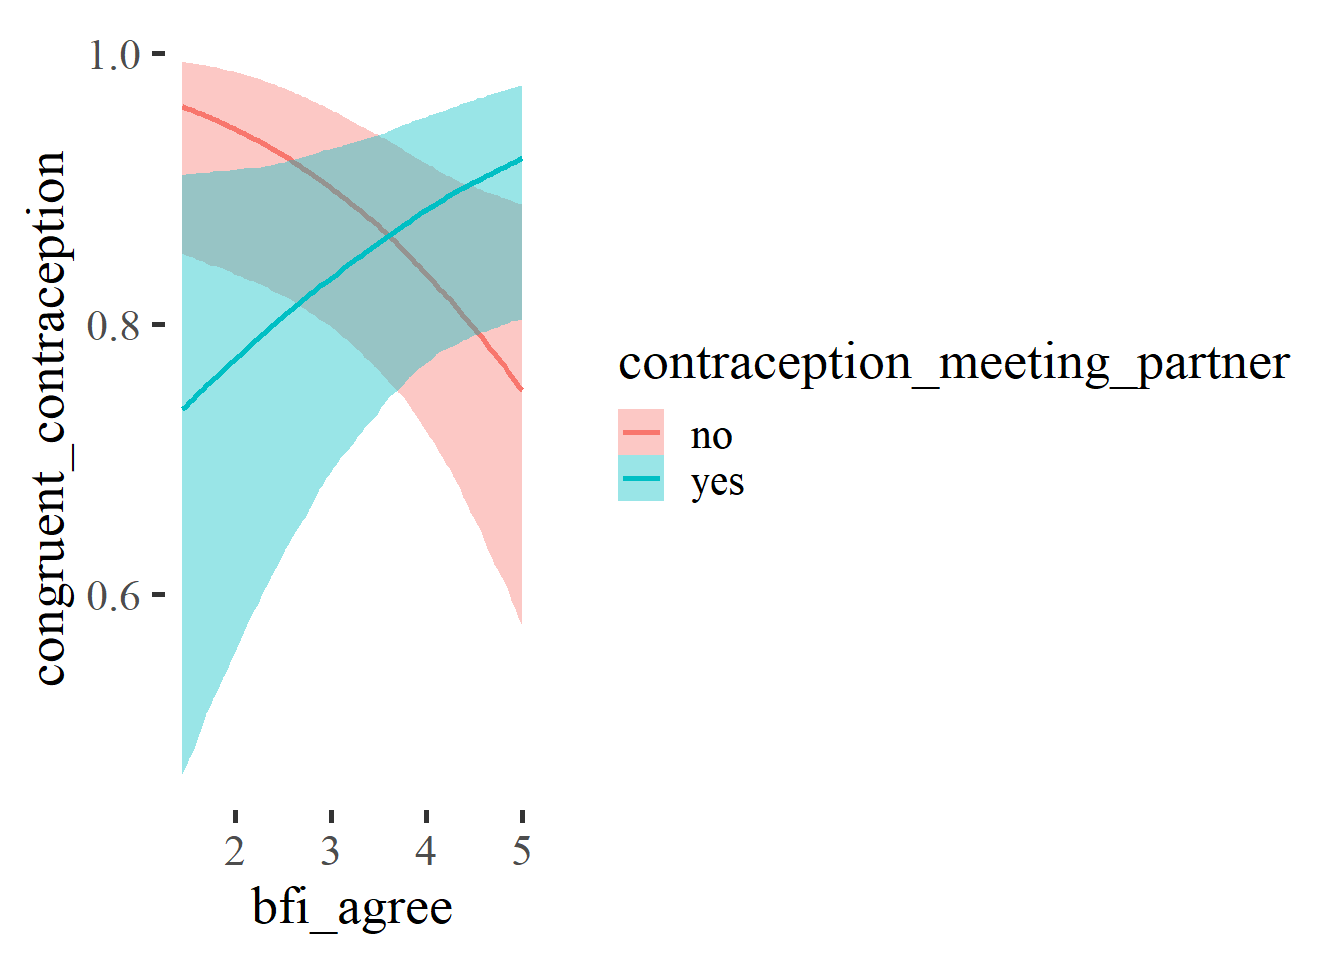 congruent_contraception
1.0
0.8
0.6
2 3 4 5
bfi_agree
contraception_meeting_partner
no
yes